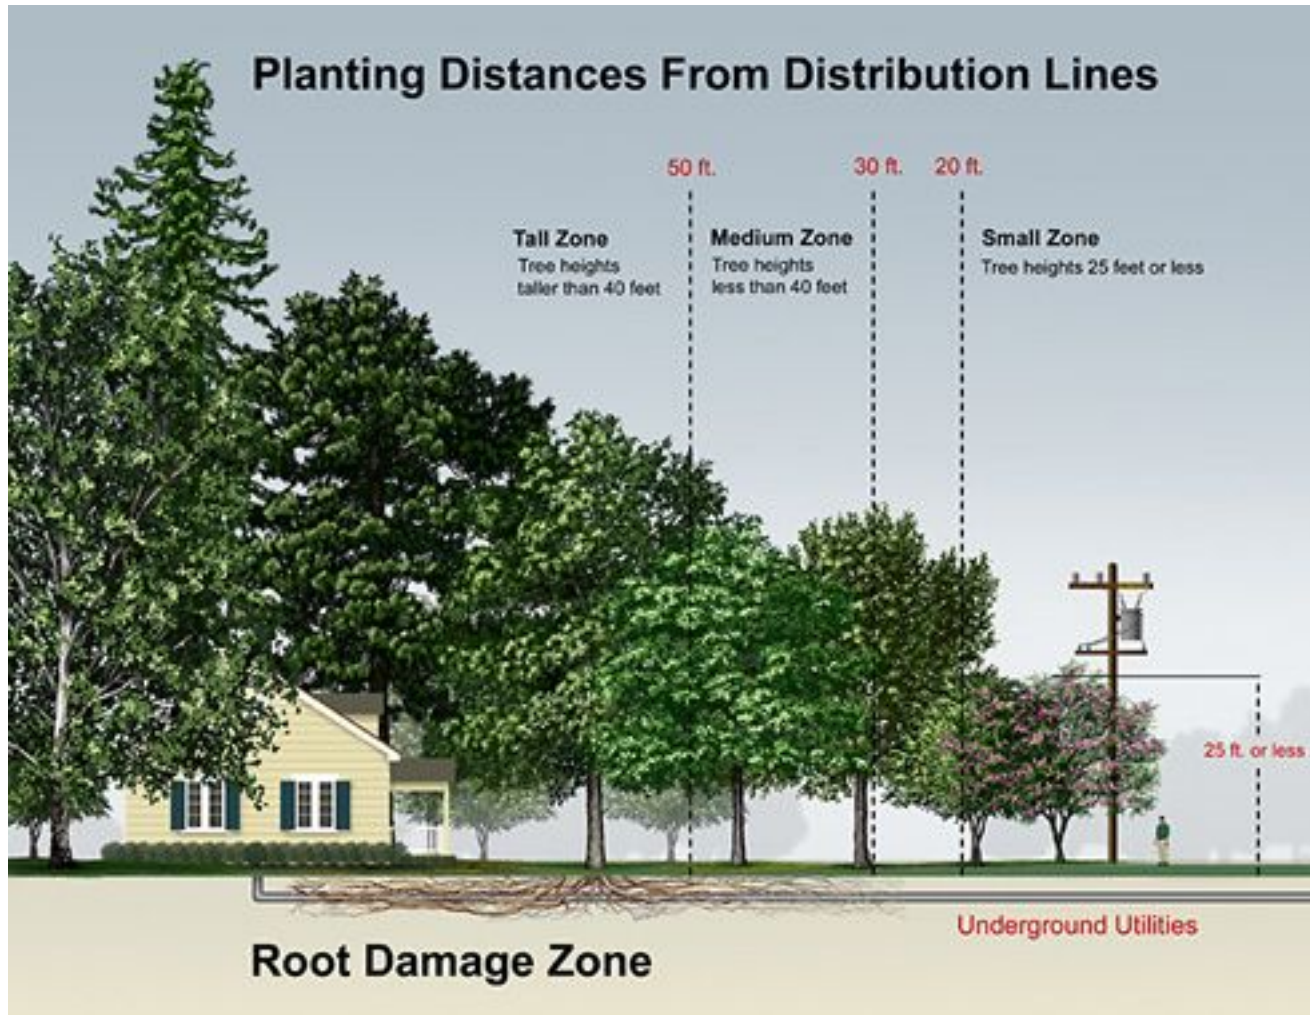 Planting Distances From Distribution Lines
50 ft.
30 ft.
20 ft.
Tall Zone
Tree heights
taller than 40 feet
Medium Zone
Tree heights
less than 40 feet
Small Zone
Tree heights 25 feet or less
25 ft. or less
Underground Utilities
Root Damage Zone